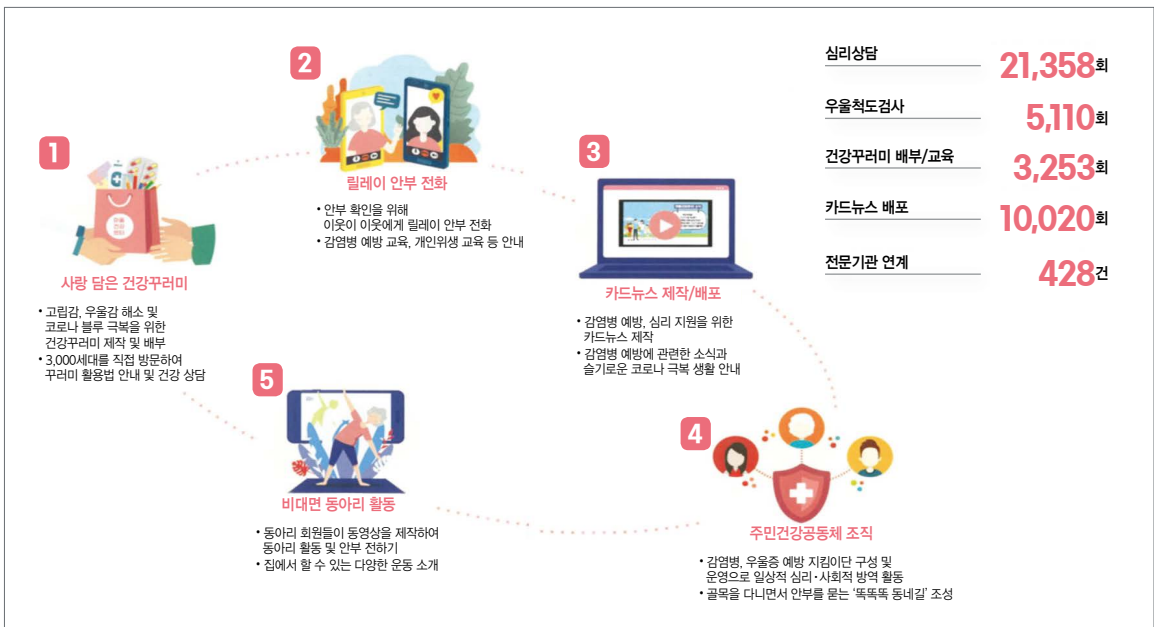 1
사랑 담은 건강꾸러미
• 고립감, 우울감 해소 및
코로나 블루 극복을 위한
건강꾸러미 제작 및 배부
• 3,000세대를 직접 방문하여
꾸러미 활용법 안내 및 건강 상담
2
릴레이 안부 전화
• 안부 확인을 위해
이웃이 이웃에게 릴레이 안부 전화
• 감염병 예방 교육, 개인위생 교육 등 안내
3
카드뉴스 제작/배포
• 감염병 예방, 심리 지원을 위한
카드뉴스 제작
• 감염병 예방에 관련한 소식과
슬기로운 코로나 극복 생활 안내
4
주민건강공동체 조직
• 감염병, 우울증 예방 지킴이단 구성 및
운영으로 일상적 심리·사회적 방역 활동
• 골목을 다니면서 안부를 묻는 ‘똑똑똑 동네길’ 조성
5
비대면 동아리 활동
• 동아리 회원들이 동영상을 제작하여
동아리 활동 및 안부 전하기
• 집에서 할 수 있는 다양한 운동 소개
심리상담 21,358회
우울척도검사 5,110회
건강꾸러미 배부/교육 3,253회
카드뉴스 배포 10,020회
전문기관 연계 428건